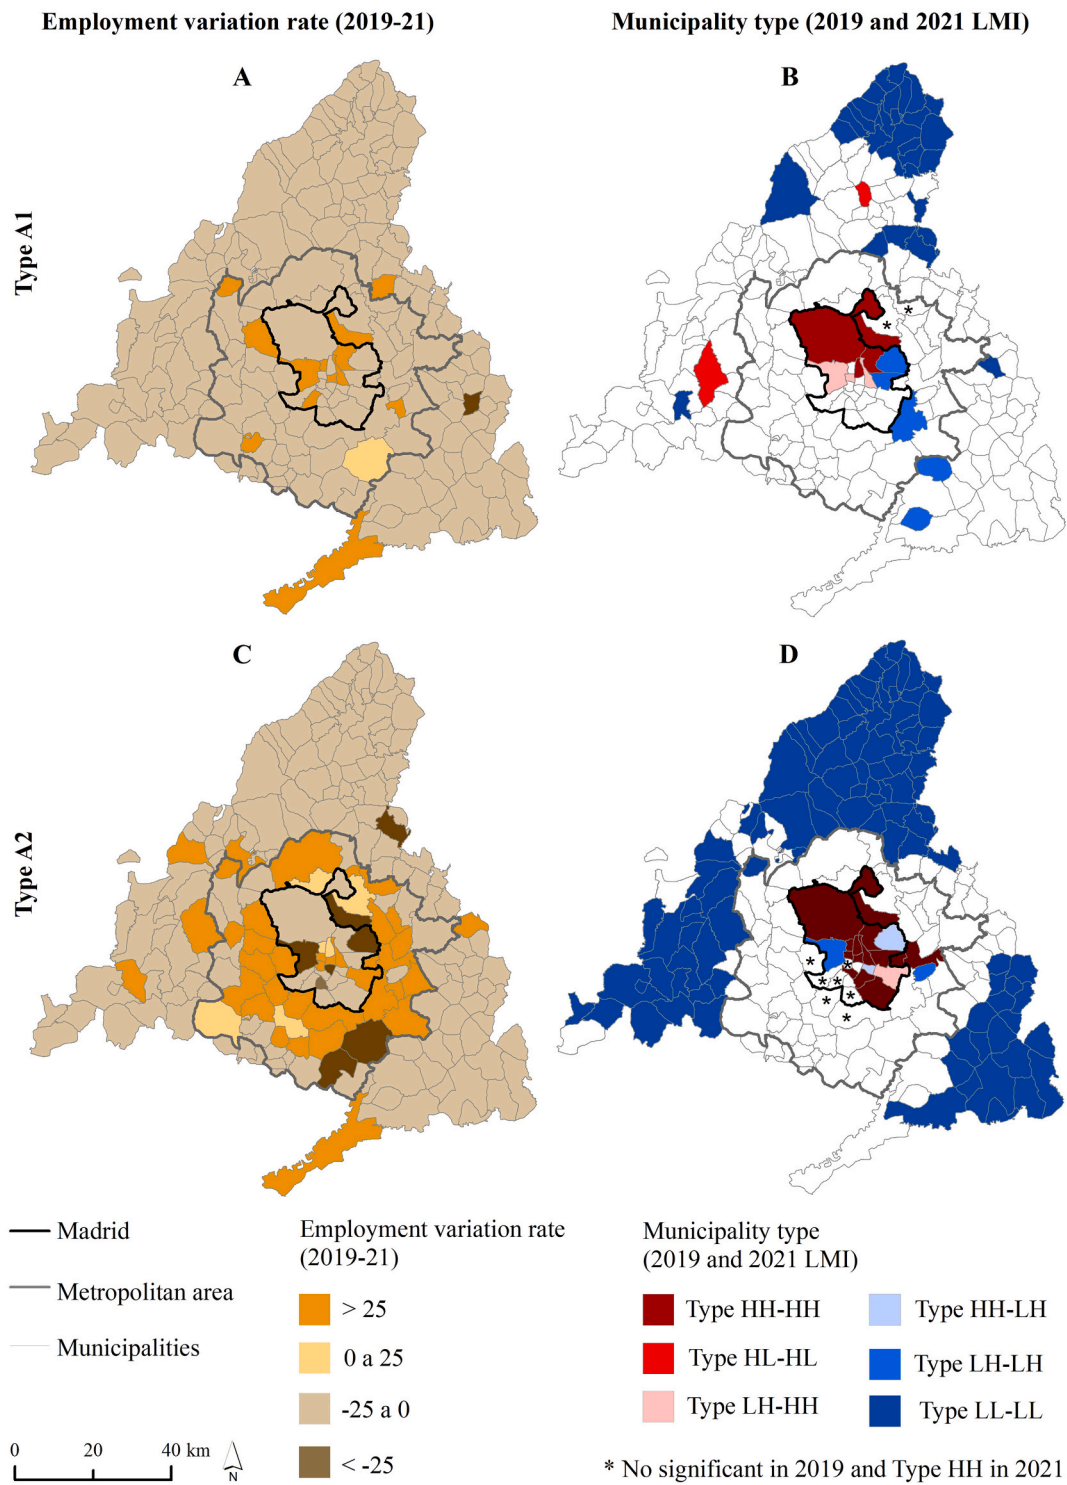 Employment variation rate (2019-21)
Municipality type (2019 and 2021 LMI)
A
B
Type A1
*
*
C
D
Type A2
*
*
*
*
*
*
*
Madrid
Metropolitan area
Municipalities
0 20 40 km
N
Employment variation rate
(2019-21)
> 25
0 a 25
-25 a 0
< -25
Municipality type
(2019 and 2021 LMI)
Type HH-HH
Type HL-HL
Type LH-HH
Type HH-LH
Type LH-LH
Type LL-LL
* No significant in 2019 and Type HH in 2021